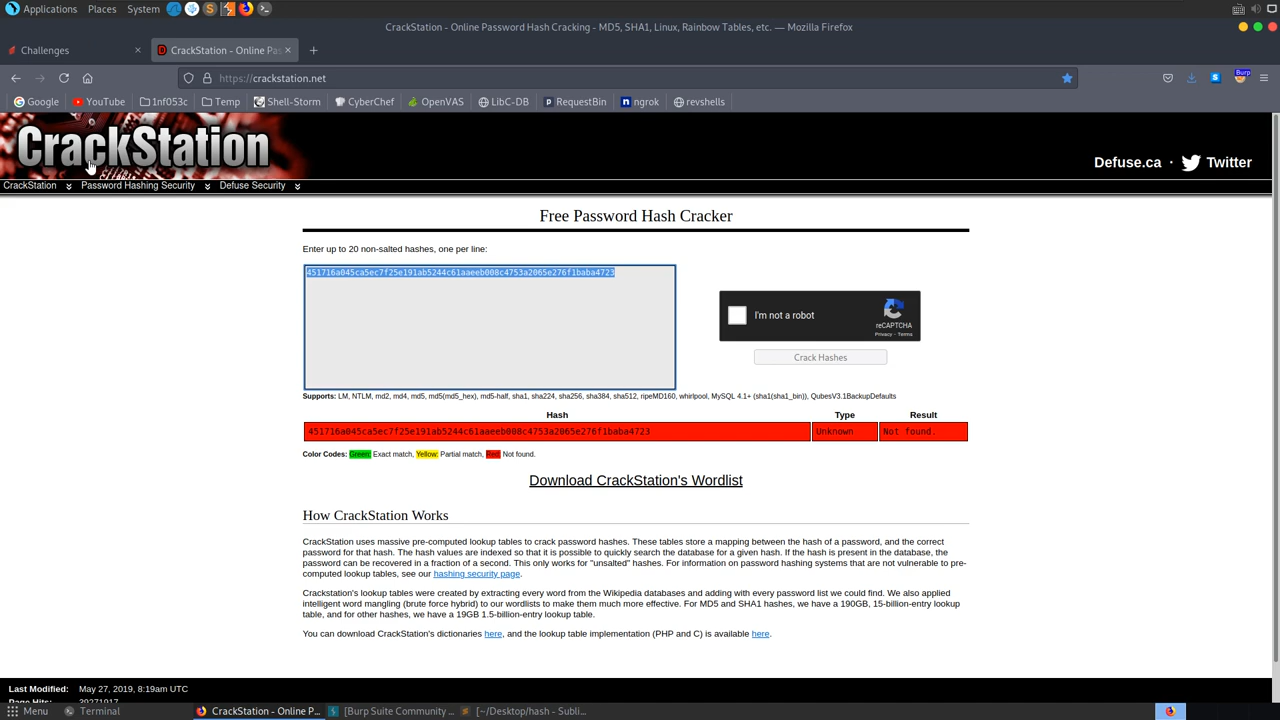 Applications Places System
CrackStation - Online Password Hash Cracking - MD5, SHA1, Linux, Rainbow Tables, etc. — Mozilla Firefox
Challenges × CrackStation - Online Pas × +
https://crackstation.net
Burp
Google YouTube 1nf053c Temp Shell-Storm CyberChef OpenVAS LibC-DB RequestBin ngrok revshells
CrackStation
Defuse.ca · Twitter
CrackStation Password Hashing Security Defuse Security
Free Password Hash Cracker
Enter up to 20 non-salted hashes, one per line:
451716a045ca5ec7f25e191ab5244c61aaeeb008c4753a2065e276f1baba4723
I'm not a robot
reCAPTCHA
Privacy - Terms
Crack Hashes
Supports: LM, NTLM, md2, md4, md5, md5(md5_hex), md5-half, sha1, sha224, sha256, sha384, sha512, ripeMD160, whirlpool, MySQL 4.1+ (sha1(sha1_bin)), QubesV3.1BackupDefaults
Hash Type Result
451716a045ca5ec7f25e191ab5244c61aaeeb008c4753a2065e276f1baba4723 Unknown Not found.
Color Codes: Green: Exact match, Yellow: Partial match, Red: Not found.
Download CrackStation's Wordlist
How CrackStation Works
CrackStation uses massive pre-computed lookup tables to crack password hashes. These tables store a mapping between the hash of a password, and the correct
password for that hash. The hash values are indexed so that it is possible to quickly search the database for a given hash. If the hash is present in the database, the
password can be recovered in a fraction of a second. This only works for "unsalted" hashes. For information on password hashing systems that are not vulnerable to pre-
computed lookup tables, see our hashing security page.
Crackstation's lookup tables were created by extracting every word from the Wikipedia databases and adding with every password list we could find. We also applied
intelligent word mangling (brute force hybrid) to our wordlists to make them much more effective. For MD5 and SHA1 hashes, we have a 190GB, 15-billion-entry lookup
table, and for other hashes, we have a 19GB 1.5-billion-entry lookup table.
You can download CrackStation's dictionaries here, and the lookup table implementation (PHP and C) is available here.
Last Modified: May 27, 2019, 8:19am UTC
Page Hits: 39271917
Menu Terminal CrackStation - Online P... [Burp Suite Community ... [~/Desktop/hash - Subli...